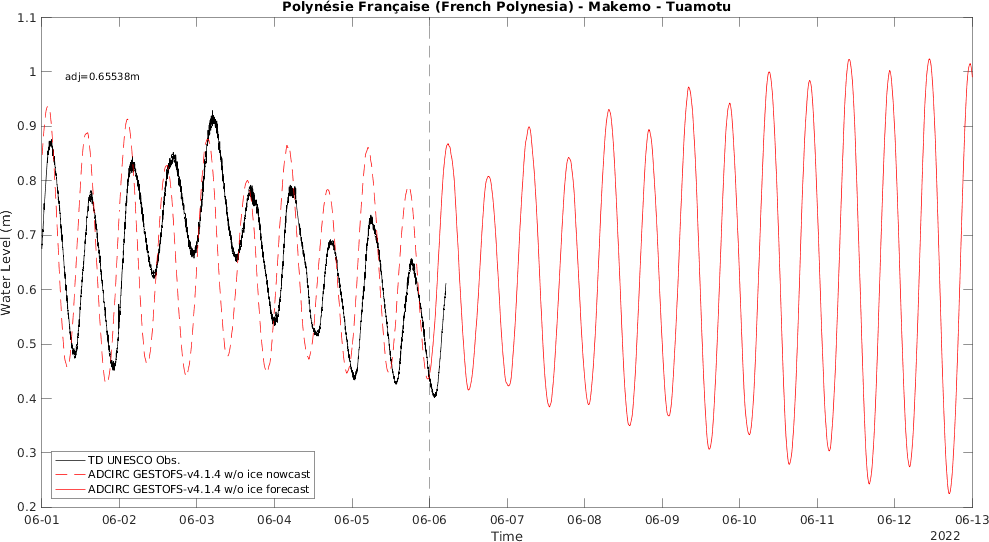 Polynésie Française (French Polynesia) - Makemo - Tuamotu
1.1
1
0.9
0.8
0.7
0.6
0.5
0.4
0.3
0.2
Water Level (m)
adj=0.65538m
TD UNESCO Obs.
ADCIRC GESTOFS-v4.1.4 w/o ice nowcast
ADCIRC GESTOFS-v4.1.4 w/o ice forecast
06-01 06-02 06-03 06-04 06-05 06-06 06-07 06-08 06-09 06-10 06-11 06-12 06-13
Time
2022